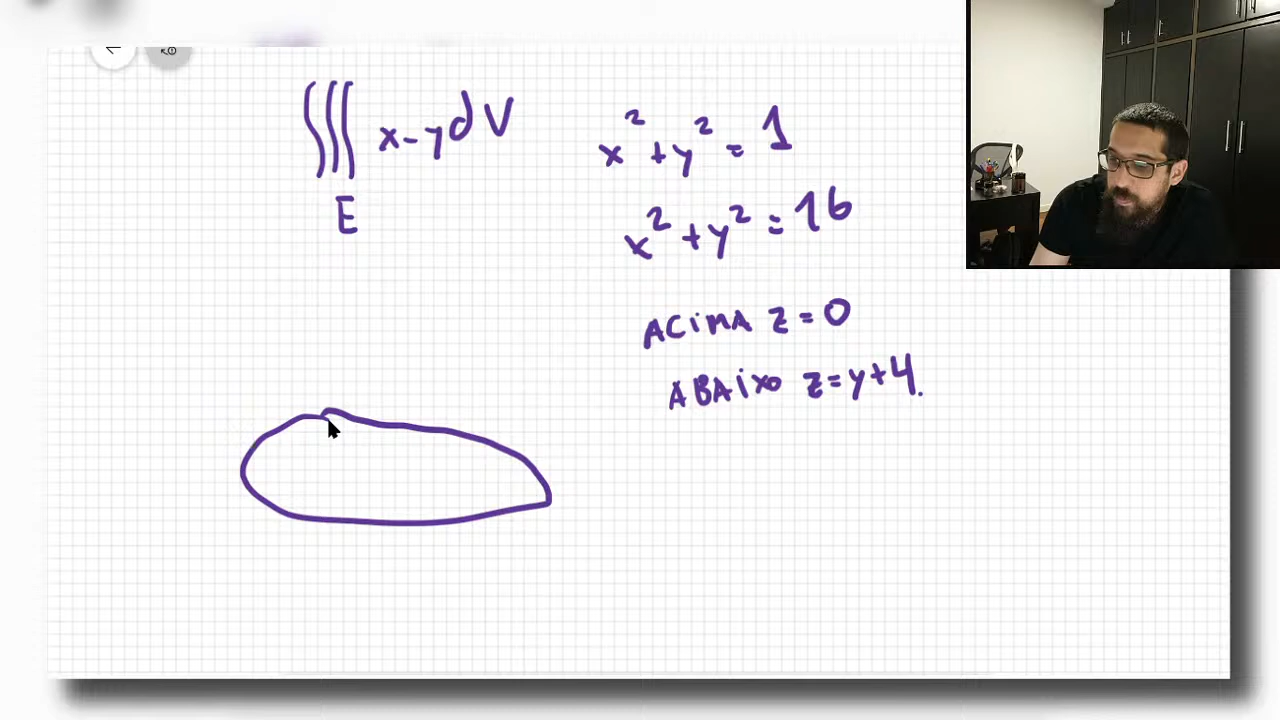 ∭ x-y dV
E
x² + y² = 1
x² + y² = 16
ACIMA z = 0
ABAIXO z = y + 4.